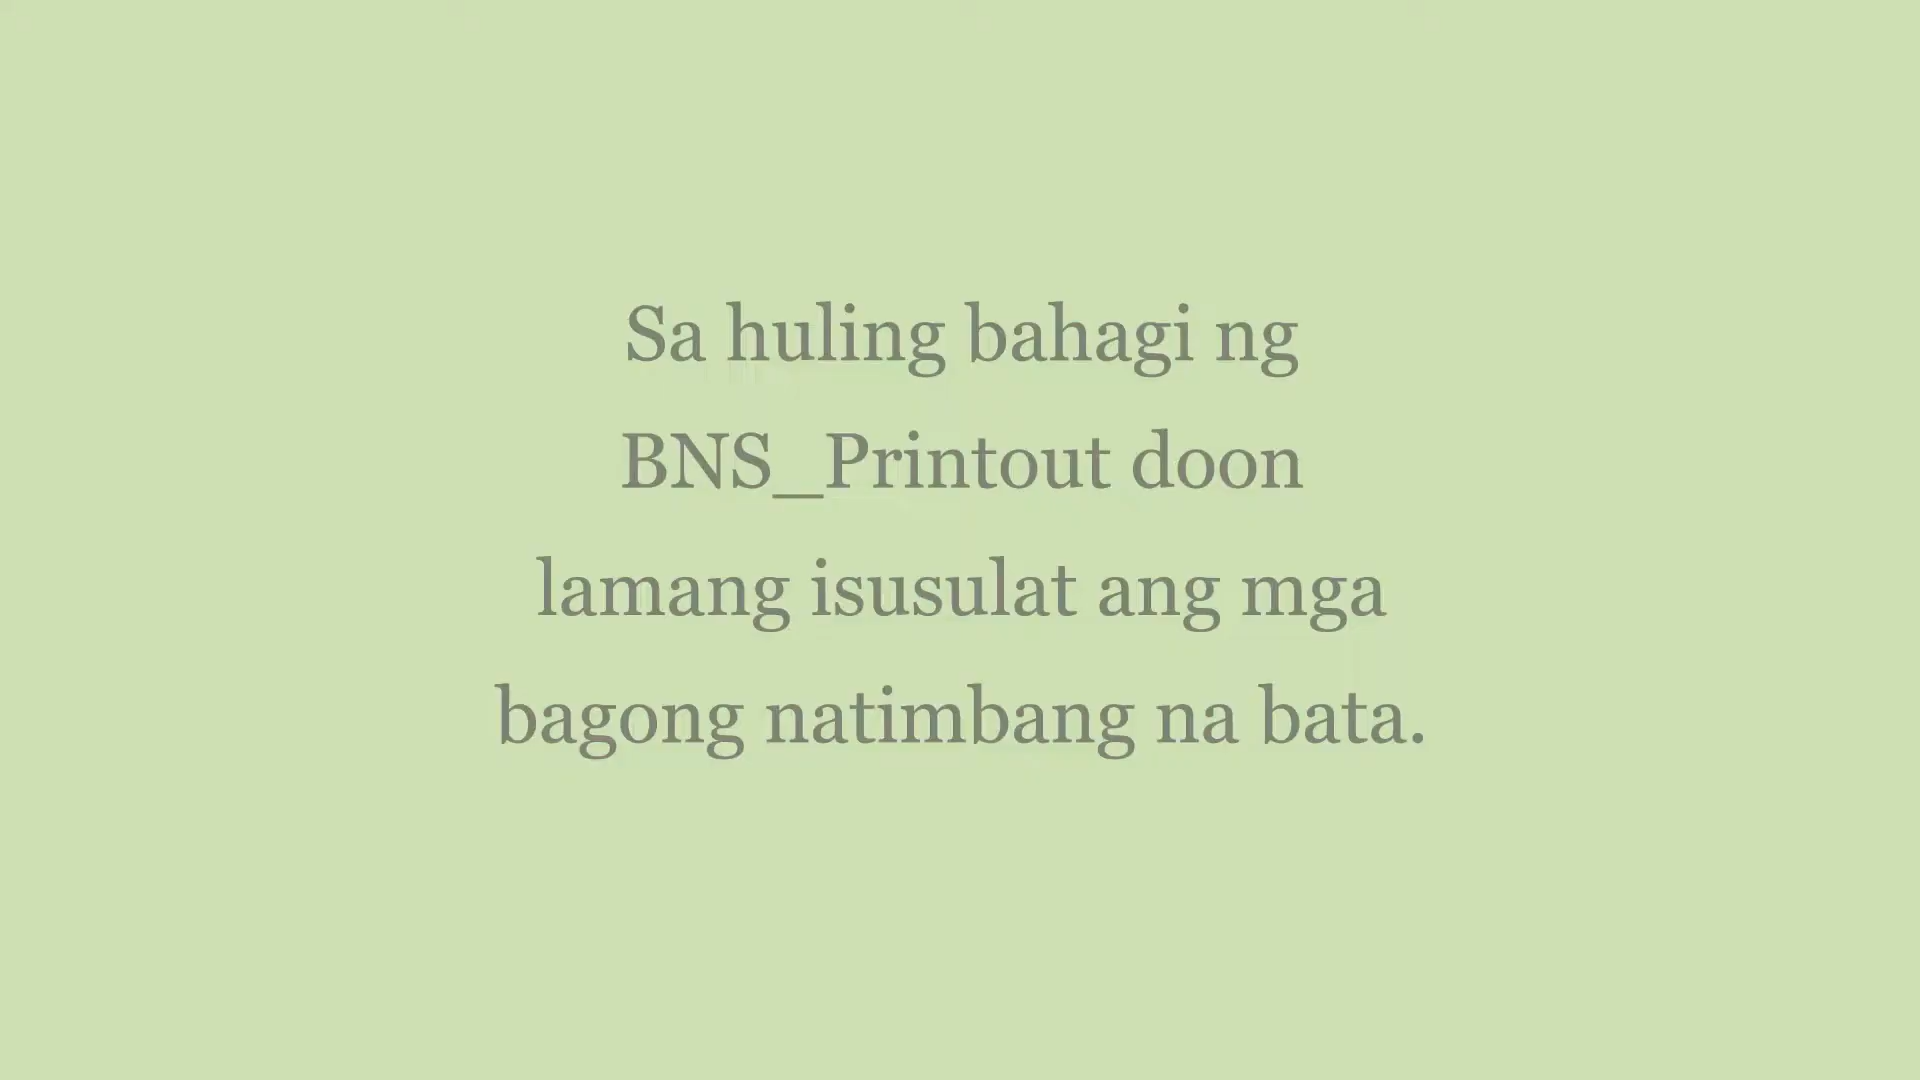 Sa huling bahagi ng
BNS_Printout doon
lamang isusulat ang mga
bagong natimbang na bata.